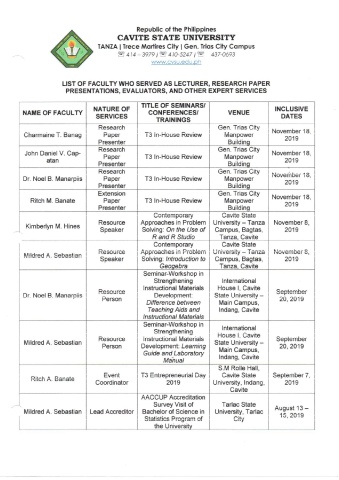 Republic of the Philippines
CAVITE STATE UNIVERSITY
TANZA | Trece Martires City | Gen. Trias City Campus
☏ 414 - 3979 | ☏ 410-5247 | ☏ 437-0693
www.cvsu.edu.ph
LIST OF FACULTY WHO SERVED AS LECTURER, RESEARCH PAPER
PRESENTATIONS, EVALUATORS, AND OTHER EXPERT SERVICES
NAME OF FACULTY
NATURE OF
SERVICES
TITLE OF SEMINARS/
CONFERENCES/
TRAININGS
VENUE
INCLUSIVE
DATES
Charmaine T. Banag
Research
Paper
Presenter
T3 In-House Review
Gen. Trias City
Manpower
Building
November 18,
2019
John Daniel V. Cap-
atan
Research
Paper
Presenter
T3 In-House Review
Gen. Trias City
Manpower
Building
November 18,
2019
Dr. Noel B. Manarpiis
Research
Paper
Presenter
T3 In-House Review
Gen. Trias City
Manpower
Building
November 18,
2019
Ritch M. Banate
Extension
Paper
Presenter
T3 In-House Review
Gen. Trias City
Manpower
Building
November 18,
2019
Kimberlyn M. Hines
Resource
Speaker
Contemporary
Approaches in Problem
Solving: On the Use of
R and R Studio
Cavite State
University – Tanza
Campus, Bagtas,
Tanza, Cavite
November 8,
2019
Mildred A. Sebastian
Resource
Speaker
Contemporary
Approaches in Problem
Solving: Introduction to
Geogebra
Cavite State
University – Tanza
Campus, Bagtas,
Tanza, Cavite
November 8,
2019
Dr. Noel B. Manarpiis
Resource
Person
Seminar-Workshop in
Strengthening
Instructional Materials
Development:
Difference between
Teaching Aids and
Instructional Materials
International
House I, Cavite
State University –
Main Campus,
Indang, Cavite
September
20, 2019
Mildred A. Sebastian
Resource
Person
Seminar-Workshop in
Strengthening
Instructional Materials
Development: Learning
Guide and Laboratory
Manual
International
House I, Cavite
State University –
Main Campus,
Indang, Cavite
September
20, 2019
Ritch A. Banate
Event
Coordinator
T3 Entrepreneurial Day
2019
S.M Rolle Hall,
Cavite State
University, Indang,
Cavite
September 7,
2019
Mildred A. Sebastian
Lead Accreditor
AACCUP Accreditation
Survey Visit of
Bachelor of Science in
Statistics Program of
the University
Tarlac State
University, Tarlac
City
August 13 –
15, 2019